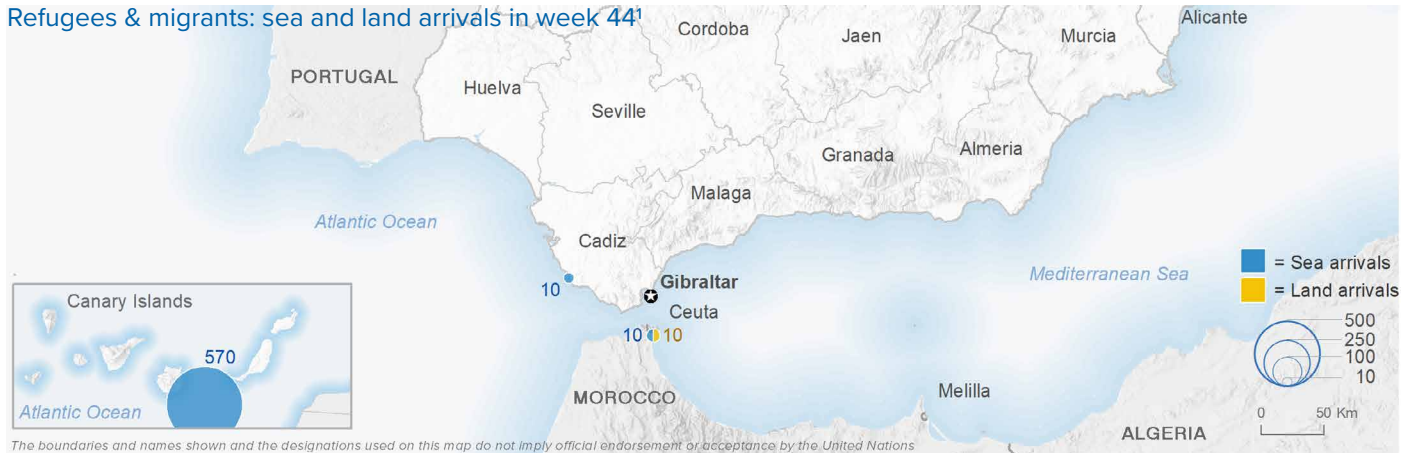 Refugees & migrants: sea and land arrivals in week 44¹
Alicante
Cordoba
Jaen
Murcia
PORTUGAL
Huelva
Seville
Granada
Almeria
Malaga
Atlantic Ocean
Cadiz
Mediterranean Sea
10
Gibraltar
Ceuta
10 10
= Sea arrivals
= Land arrivals
500
250
100
10
Canary Islands
570
Atlantic Ocean
MOROCCO
Melilla
0 50 Km
ALGERIA
The boundaries and names shown and the designations used on this map do not imply official endorsement or acceptance by the United Nations